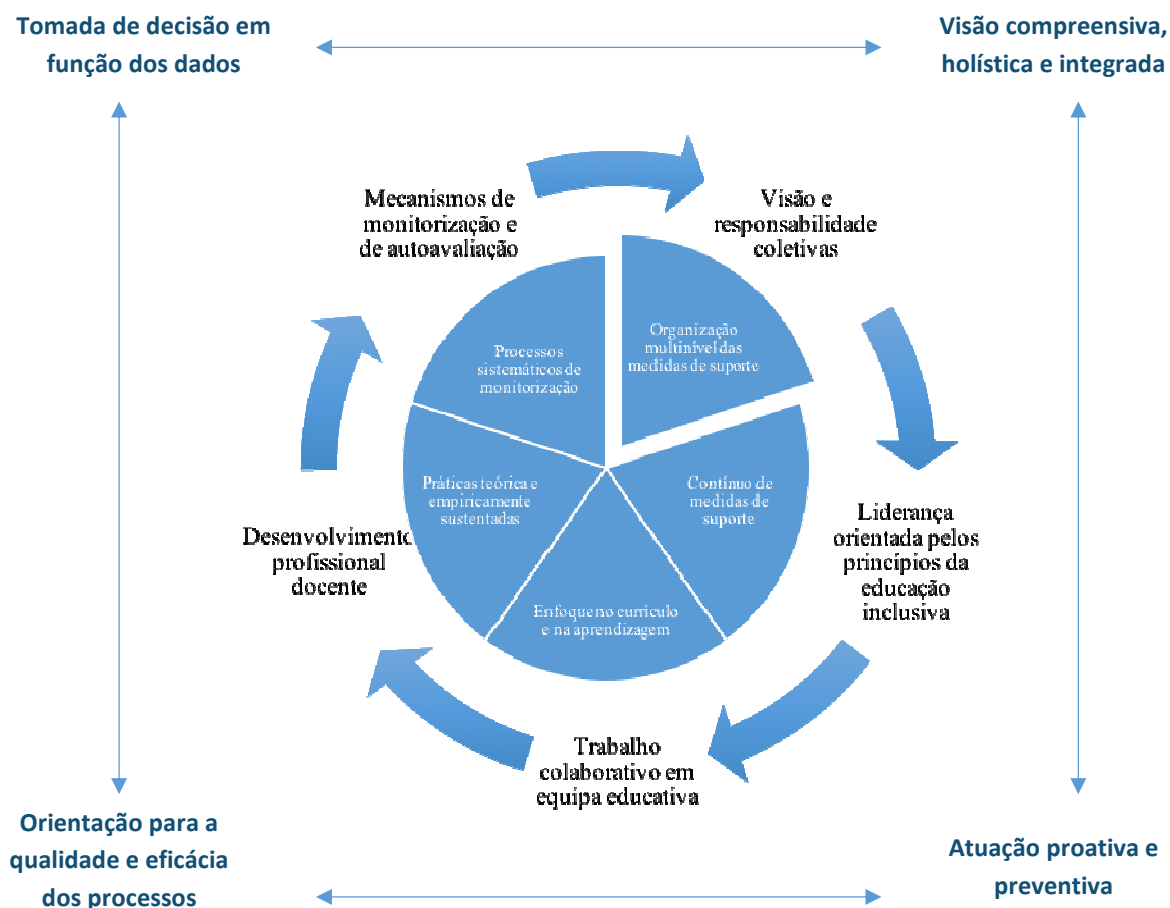 Tomada de decisão em
função dos dados
Visão compreensiva,
holística e integrada
Mecanismos de
monitorização e
de autoavaliação
Visão e
responsabilidade
coletivas
Organização
multinível das
medidas de suporte
Processos
sistemáticos de
monitorização
Práticas teórica e
empiricamente
sustentadas
Contínuo de
medidas de
suporte
Enfoque no currículo
e na aprendizagem
Desenvolvimento
profissional
docente
Liderança
orientada pelos
princípios da
educação
inclusiva
Trabalho
colaborativo em
equipa educativa
Orientação para a
qualidade e eficácia
dos processos
Atuação proativa e
preventiva